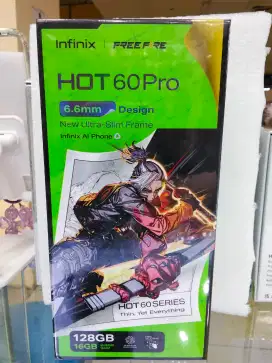 Infinix | FREE FIRE
HOT 60 Pro
6.6mm Design
New Ultra-Slim Frame
Infinix AI Phone
HOT 60 SERIES
Thin, Yet Everything
128GB
16GB